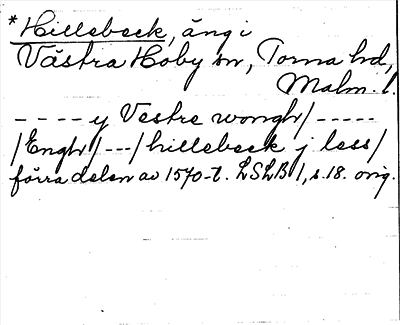 *Hillebeck, äng i
Västra Hoby sn, Torna hd,
Malm. l.
- - - - y Vestre wongh/ - - - - -
/Engh/ - - - / hillebeck j less/
förra delen av 1570-t. LSLB 1, s. 18. orig.